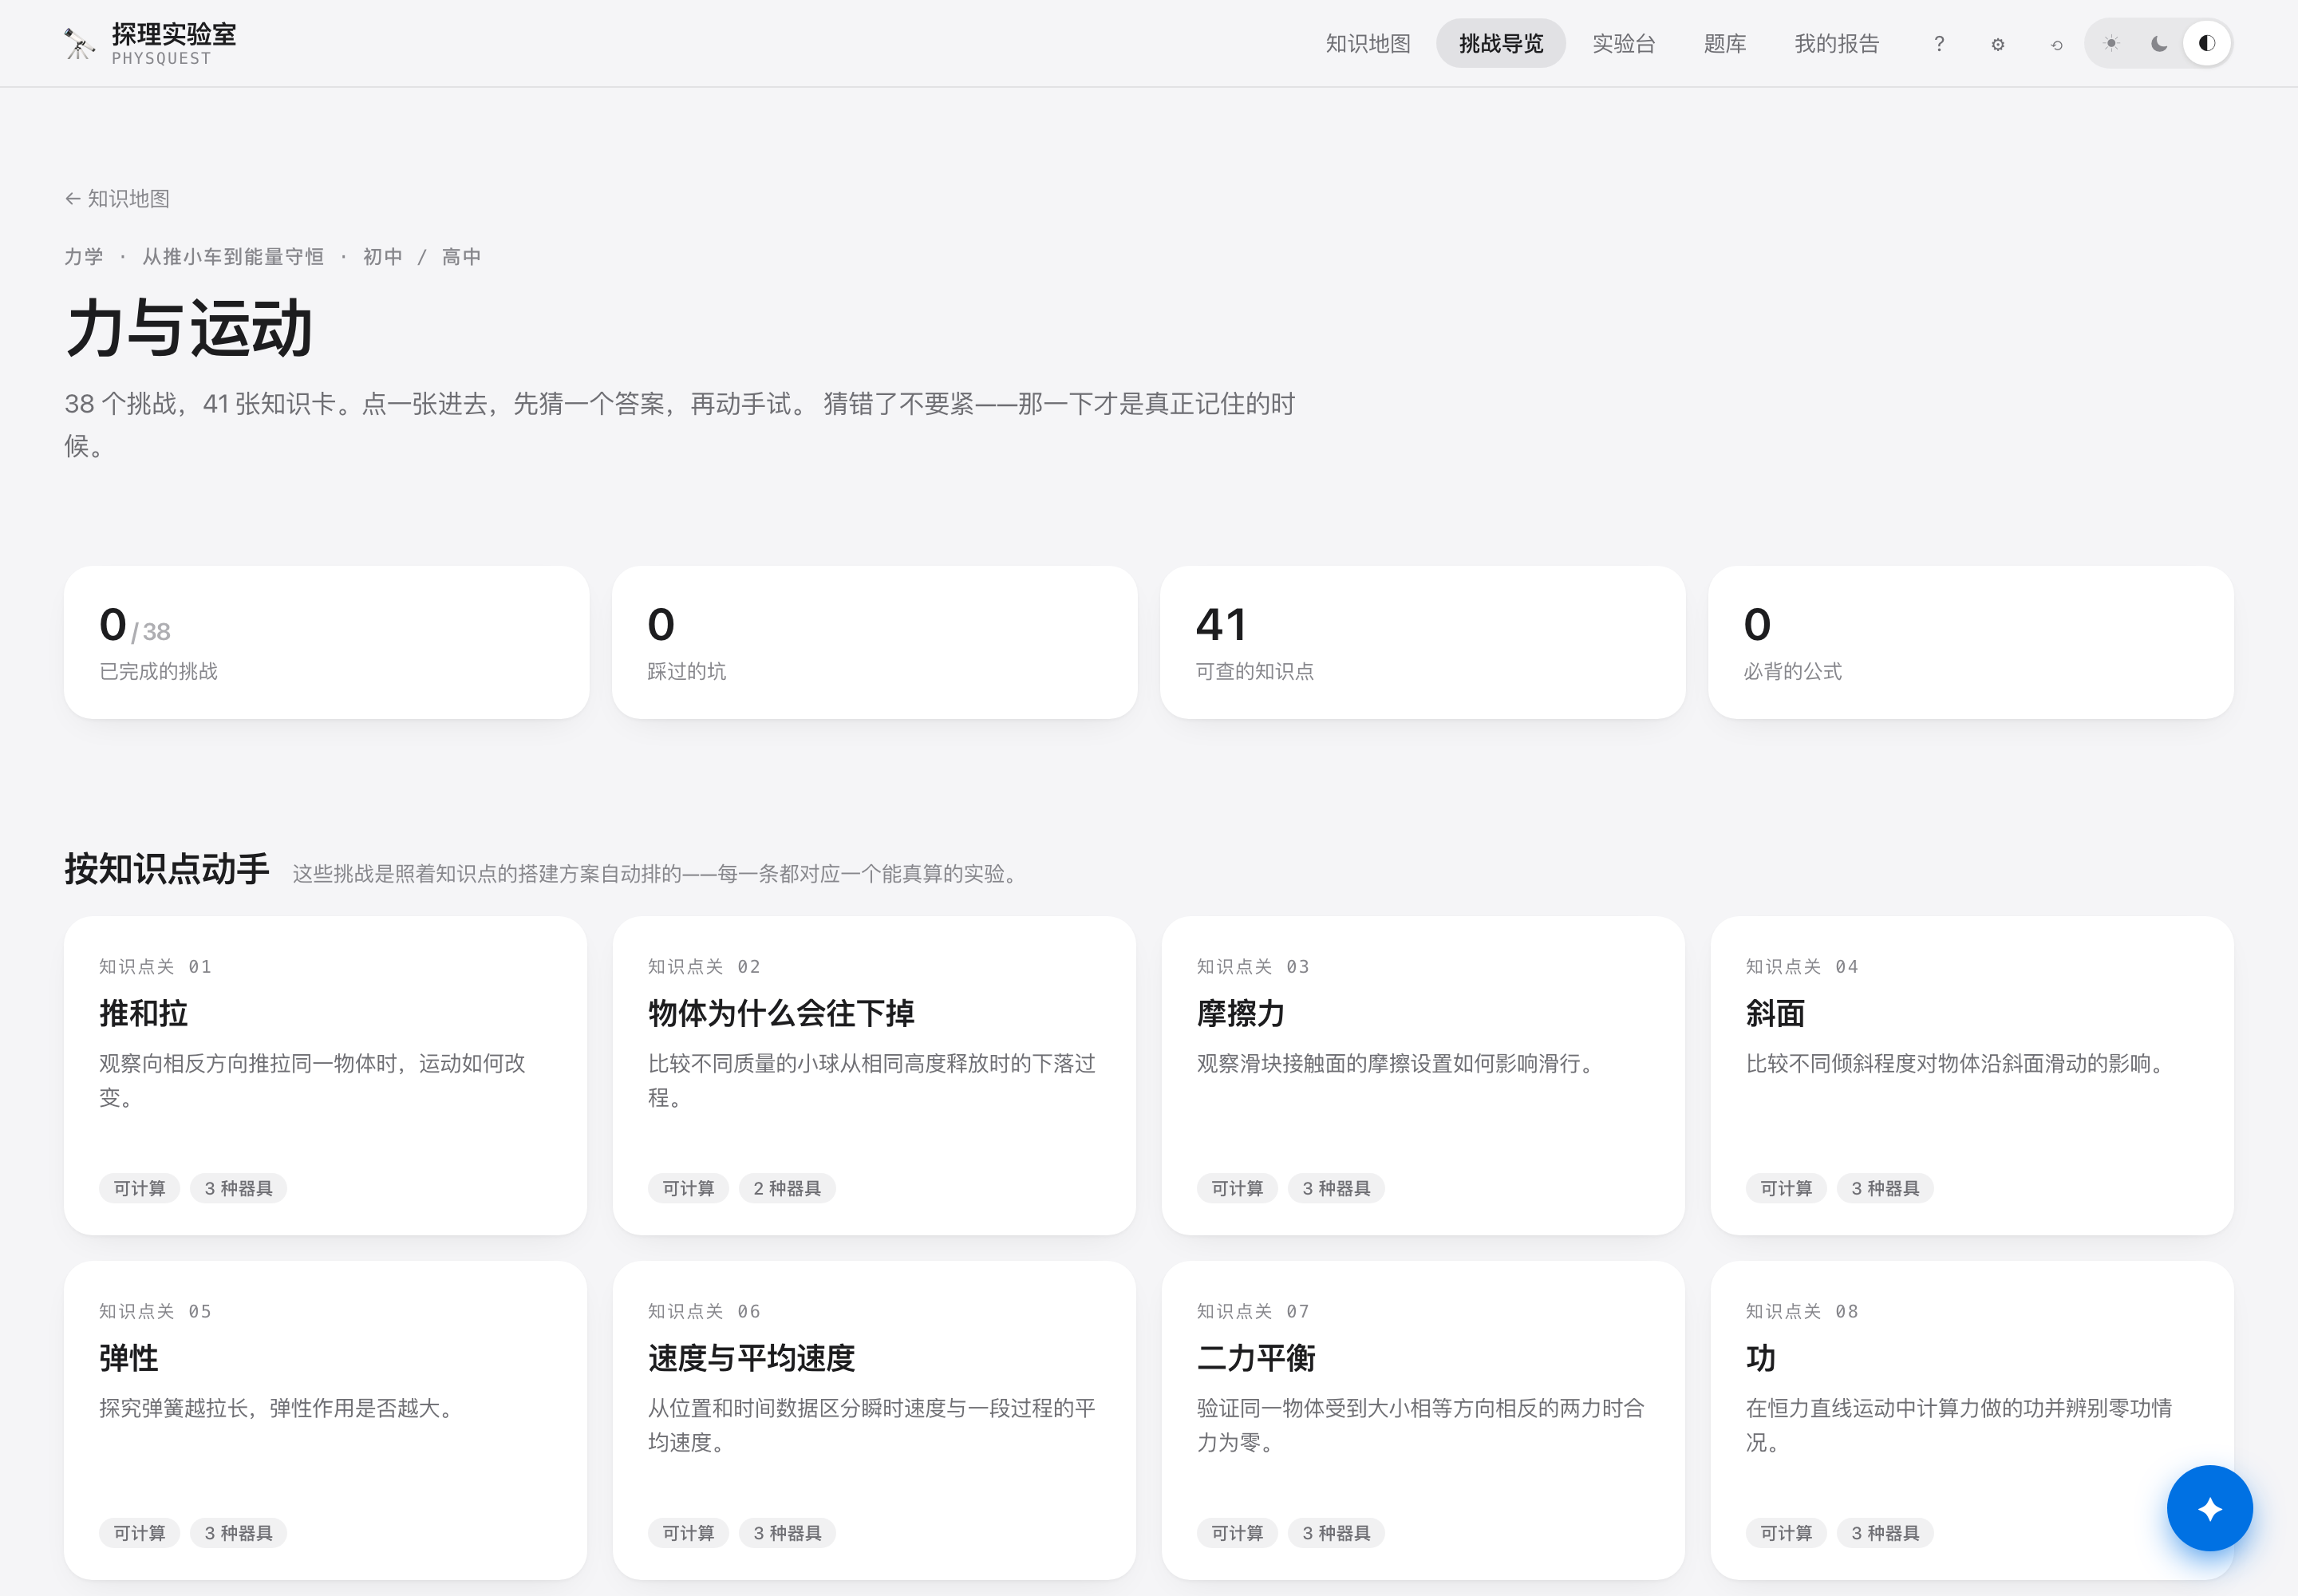 探理实验室
PHYSQUEST
知识地图 挑战导览 实验台 题库 我的报告 ?
← 知识地图
力学 · 从推小车到能量守恒 · 初中 / 高中
力与运动
38 个挑战，41 张知识卡。点一张进去，先猜一个答案，再动手试。 猜错了不要紧——那一下才是真正记住的时
候。
0/38
已完成的挑战
0
踩过的坑
41
可查的知识点
0
必背的公式
按知识点动手 这些挑战是照着知识点的搭建方案自动排的——每一条都对应一个能真算的实验。
知识点关 01
推和拉
观察向相反方向推拉同一物体时，运动如何改
变。
可计算 3 种器具
知识点关 02
物体为什么会往下掉
比较不同质量的小球从相同高度释放时的下落过
程。
可计算 2 种器具
知识点关 03
摩擦力
观察滑块接触面的摩擦设置如何影响滑行。
可计算 3 种器具
知识点关 04
斜面
比较不同倾斜程度对物体沿斜面滑动的影响。
可计算 3 种器具
知识点关 05
弹性
探究弹簧越拉长，弹性作用是否越大。
可计算 3 种器具
知识点关 06
速度与平均速度
从位置和时间数据区分瞬时速度与一段过程的平
均速度。
可计算 3 种器具
知识点关 07
二力平衡
验证同一物体受到大小相等方向相反的两力时合
力为零。
可计算 3 种器具
知识点关 08
功
在恒力直线运动中计算力做的功并辨别零功情
况。
可计算 3 种器具